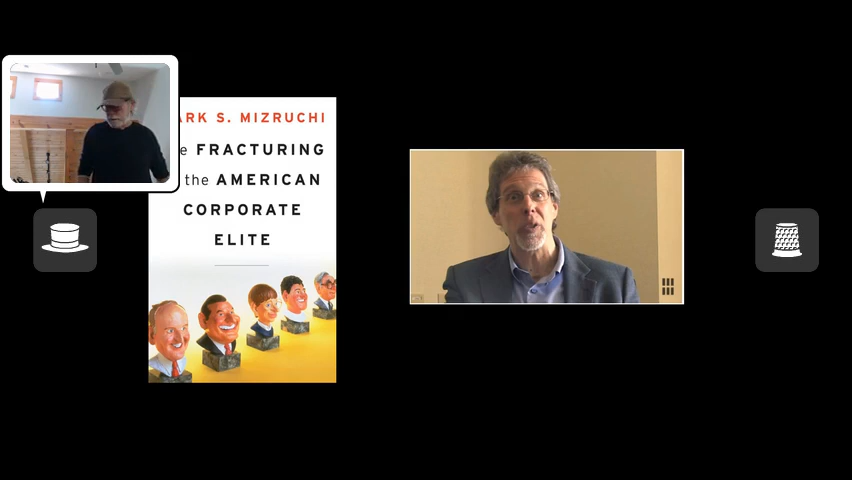 ARK S. MIZRUCHI
e FRACTURING
the AMERICAN
CORPORATE
ELITE